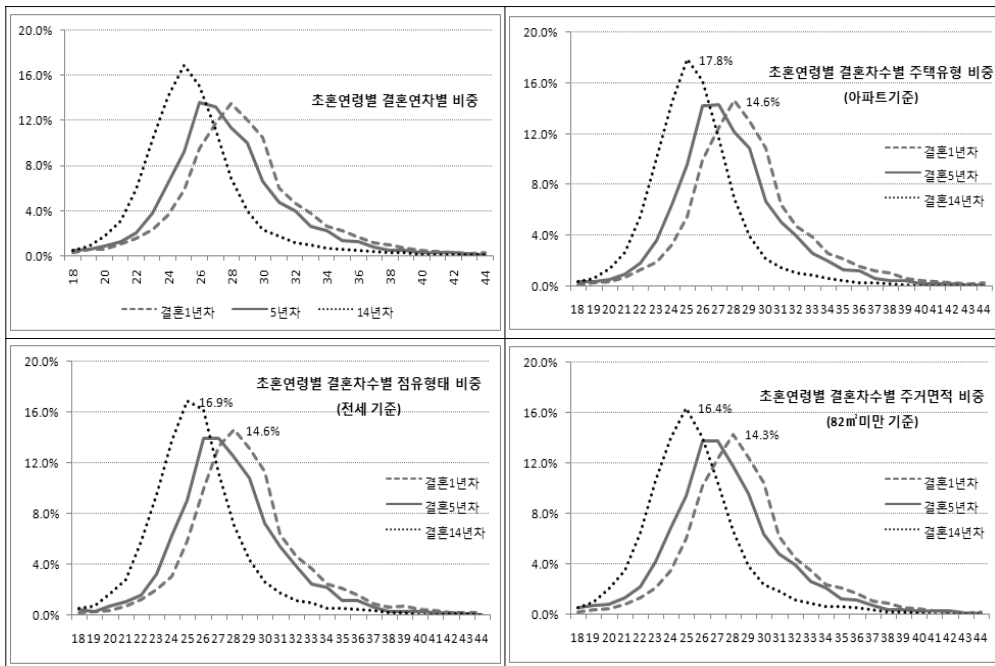 20.0%
16.0%
12.0%
8.0%
4.0%
0.0%
초혼연령별 결혼연차별 비중
18 20 22 24 26 28 30 32 34 36 38 40 42 44
결혼1년차 5년차 14년차
20.0%
16.0%
12.0%
8.0%
4.0%
0.0%
17.8%
14.6%
초혼연령별 결혼차수별 주택유형 비중
(아파트기준)
결혼1년차
결혼5년차
결혼14년차
18 19 20 21 22 23 24 25 26 27 28 29 30 31 32 33 34 35 36 37 38 39 40 41 42 43 44
20.0%
16.0%
12.0%
8.0%
4.0%
0.0%
초혼연령별 결혼차수별 점유형태 비중
(전세 기준)
16.9%
14.6%
결혼1년차
결혼5년차
결혼14년차
18 19 20 21 22 23 24 25 26 27 28 29 30 31 32 33 34 35 36 37 38 39 40 41 42 43 44
20.0%
16.0%
12.0%
8.0%
4.0%
0.0%
초혼연령별 결혼차수별 주거면적 비중
(82㎡미만 기준)
16.4%
14.3%
결혼1년차
결혼5년차
결혼14년차
18 19 20 21 22 23 24 25 26 27 28 29 30 31 32 33 34 35 36 37 38 39 40 41 42 43 44